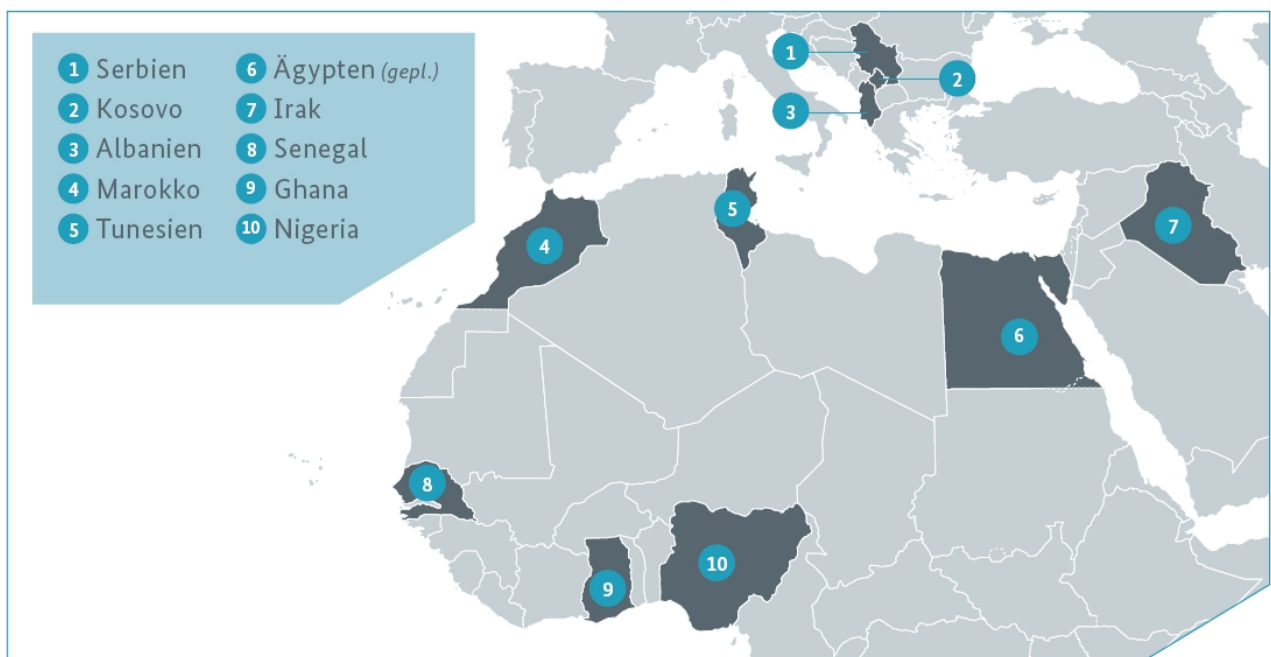 1 Serbien
2 Kosovo
3 Albanien
4 Marokko
5 Tunesien
6 Ägypten (gepl.)
7 Irak
8 Senegal
9 Ghana
10 Nigeria
1
2
3
4
5
6
7
8
9
10